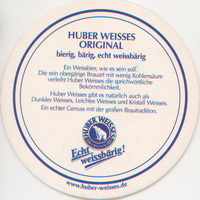 HUBER WEISSES
ORIGINAL
bierig, bärig, echt weissbärig
Ein Weissbier, wie es sein soll.
Die rein obergärige Brauart mit wenig Kohlensäure
verleiht Huber Weisses die sprichwörtliche
Bekömmlichkeit.
Huber Weisses gibt es natürlich auch als
Dunkles Weisses, Leichtes Weisses und Kristall Weisses.
Ein echter Genuss mit der großen Brautradition.
HUBER WEISSES
Echt
weissbärig!
www.huber-weisses.de